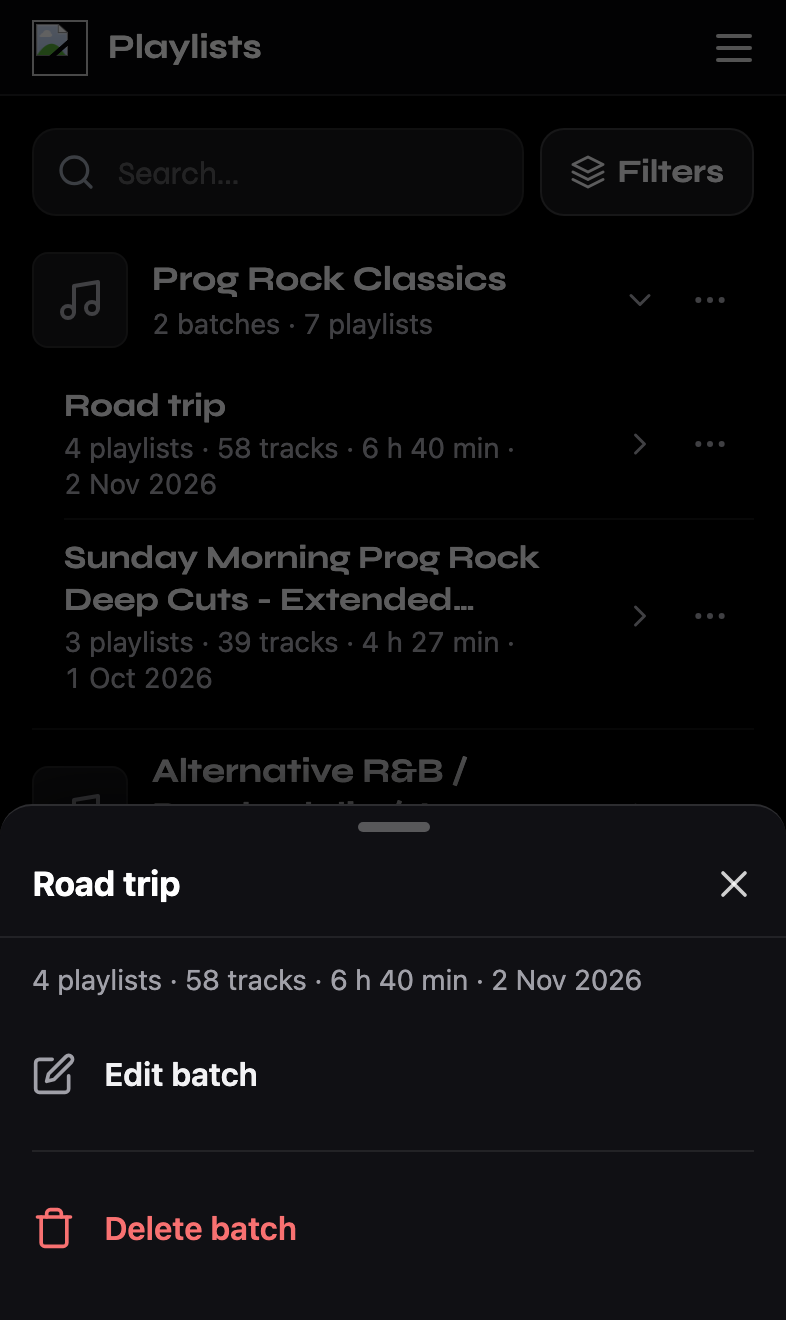 Playlists
Search...
Filters
Prog Rock Classics
2 batches · 7 playlists
Road trip
4 playlists · 58 tracks · 6 h 40 min ·
2 Nov 2026
Sunday Morning Prog Rock
Deep Cuts - Extended…
3 playlists · 39 tracks · 4 h 27 min ·
1 Oct 2026
Alternative R&B /
Road trip
4 playlists · 58 tracks · 6 h 40 min · 2 Nov 2026
Edit batch
Delete batch